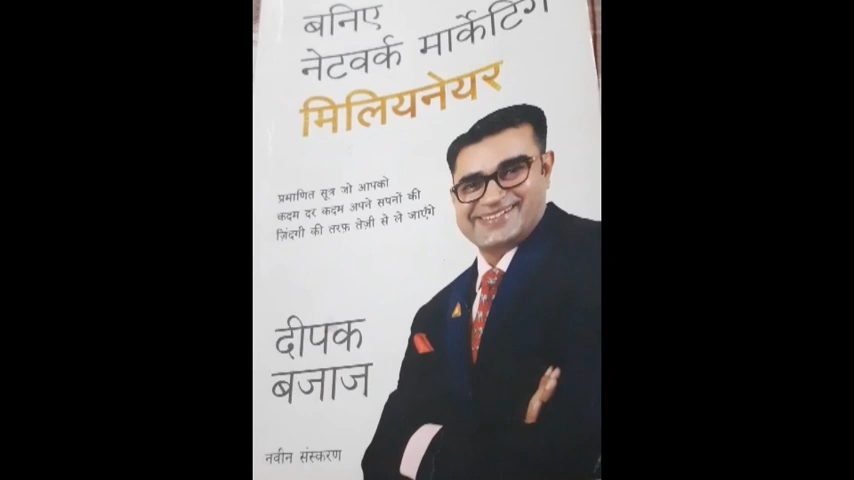 बनिए
नेटवर्क मार्केटिंग
मिलियनेयर
प्रमाणित सूत्र जो आपको
कदम दर कदम अपने सपनों की
ज़िंदगी की तरफ़ तेज़ी से ले जाएँगे
दीपक
बजाज
नवीन संस्करण